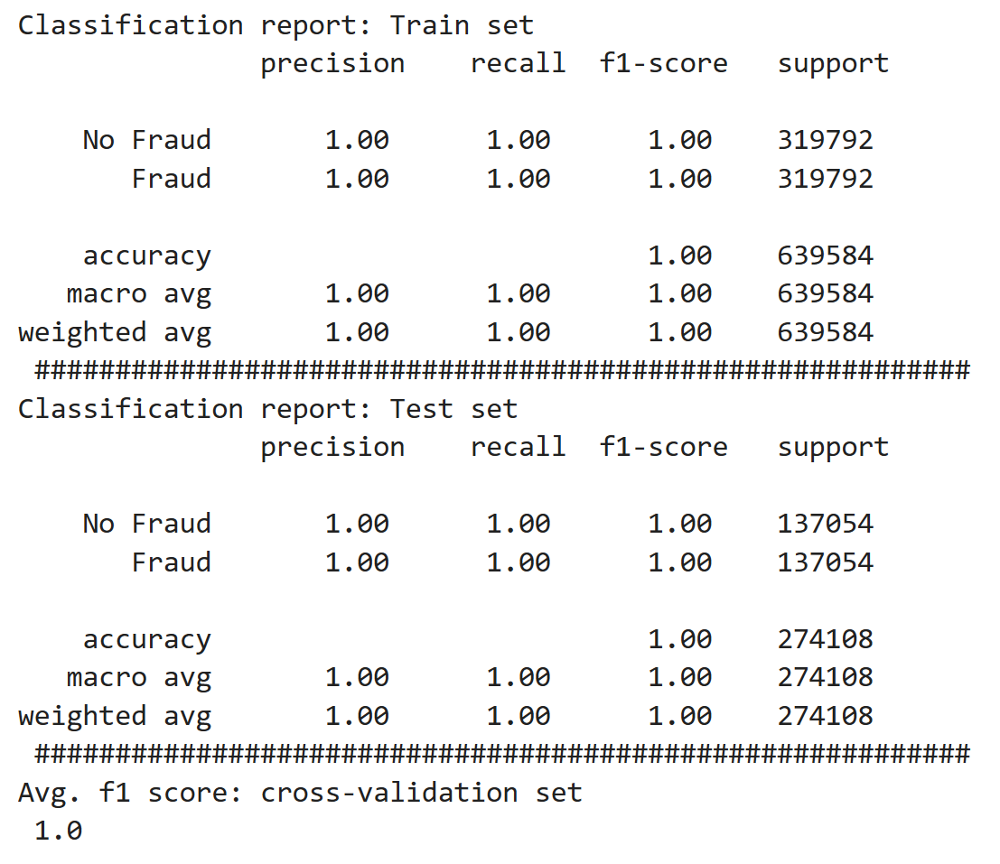 Classification report: Train set
precision recall f1-score support
No Fraud 1.00 1.00 1.00 319792
Fraud 1.00 1.00 1.00 319792
accuracy 1.00 639584
macro avg 1.00 1.00 1.00 639584
weighted avg 1.00 1.00 1.00 639584
##########################################################
Classification report: Test set
precision recall f1-score support
No Fraud 1.00 1.00 1.00 137054
Fraud 1.00 1.00 1.00 137054
accuracy 1.00 274108
macro avg 1.00 1.00 1.00 274108
weighted avg 1.00 1.00 1.00 274108
##########################################################
Avg. f1 score: cross-validation set
1.0